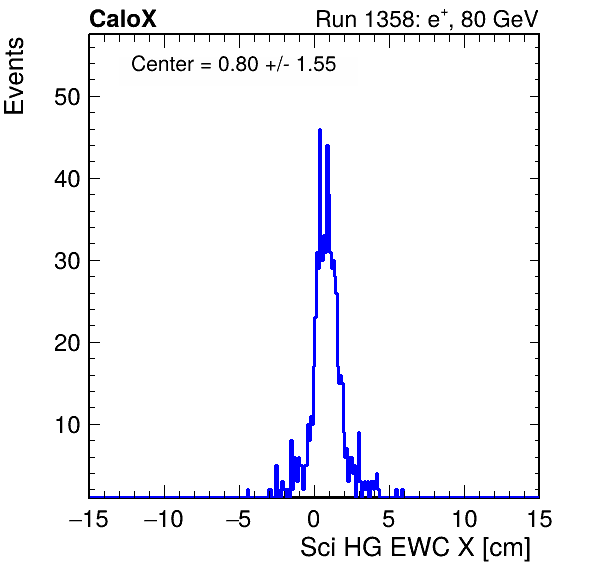 CaloX Run 1358: e⁺, 80 GeV
Center = 0.80 +/- 1.55
Events
50
40
30
20
10
−15 −10 −5 0 5 10 15
Sci HG EWC X [cm]